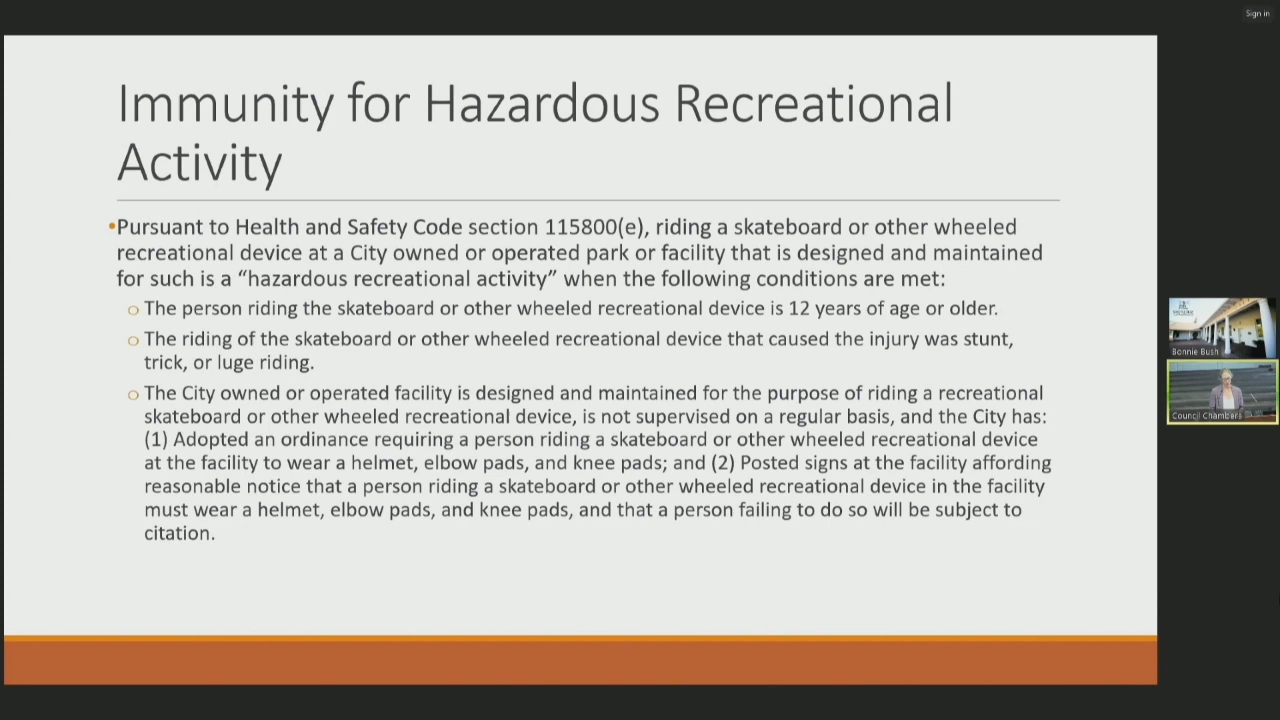 Sign in
Immunity for Hazardous Recreational
Activity
•Pursuant to Health and Safety Code section 115800(e), riding a skateboard or other wheeled
recreational device at a City owned or operated park or facility that is designed and maintained
for such is a “hazardous recreational activity” when the following conditions are met:
o The person riding the skateboard or other wheeled recreational device is 12 years of age or older.
o The riding of the skateboard or other wheeled recreational device that caused the injury was stunt,
trick, or luge riding.
o The City owned or operated facility is designed and maintained for the purpose of riding a recreational
skateboard or other wheeled recreational device, is not supervised on a regular basis, and the City has:
(1) Adopted an ordinance requiring a person riding a skateboard or other wheeled recreational device
at the facility to wear a helmet, elbow pads, and knee pads; and (2) Posted signs at the facility affording
reasonable notice that a person riding a skateboard or other wheeled recreational device in the facility
must wear a helmet, elbow pads, and knee pads, and that a person failing to do so will be subject to
citation.
Bonnie Bush
Council Chambers